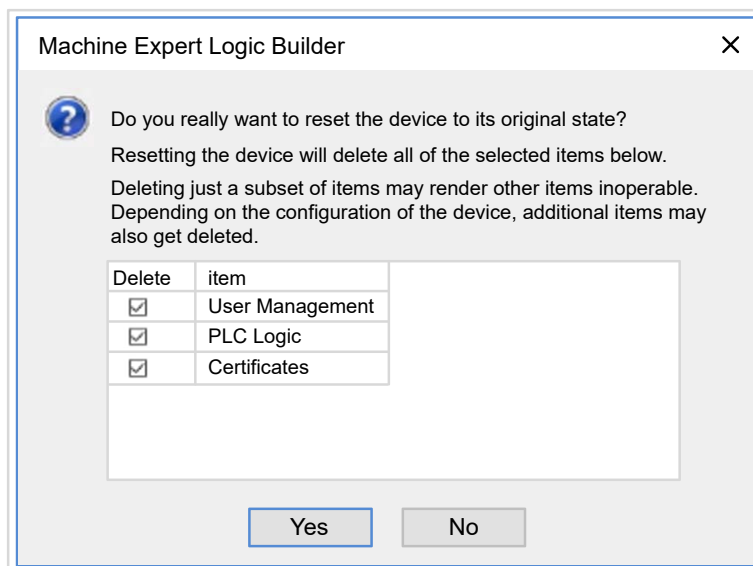 Machine Expert Logic Builder
Do you really want to reset the device to its original state?
Resetting the device will delete all of the selected items below.
Deleting just a subset of items may render other items inoperable.
Depending on the configuration of the device, additional items may
also get deleted.
Delete item
User Management
PLC Logic
Certificates
Yes No